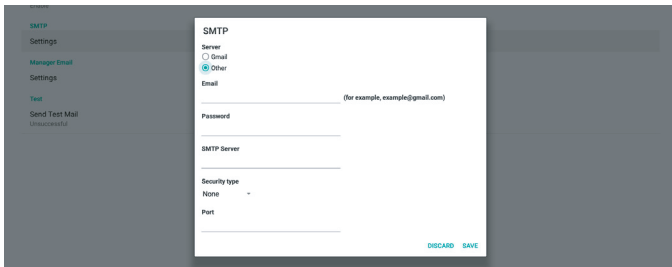 SMTP
Settings
Manager Email
Settings
Test
Send Test Mail
Unsuccessful
SMTP
Server
Gmail
Other
Email
(for example, example@gmail.com)
Password
SMTP Server
Security type
None
Port
DISCARD SAVE